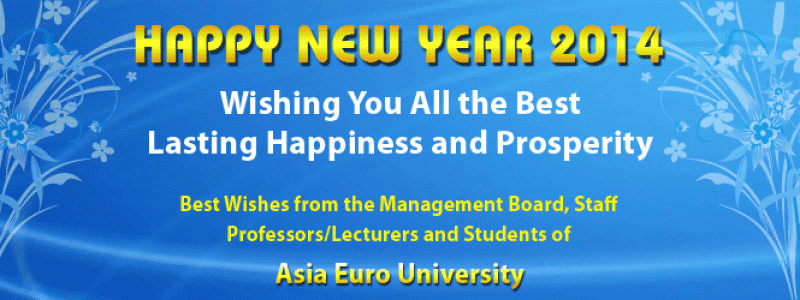 HAPPY NEW YEAR 2014
Wishing You All the Best
Lasting Happiness and Prosperity
Best Wishes from the Management Board, Staff
Professors/Lecturers and Students of
Asia Euro University